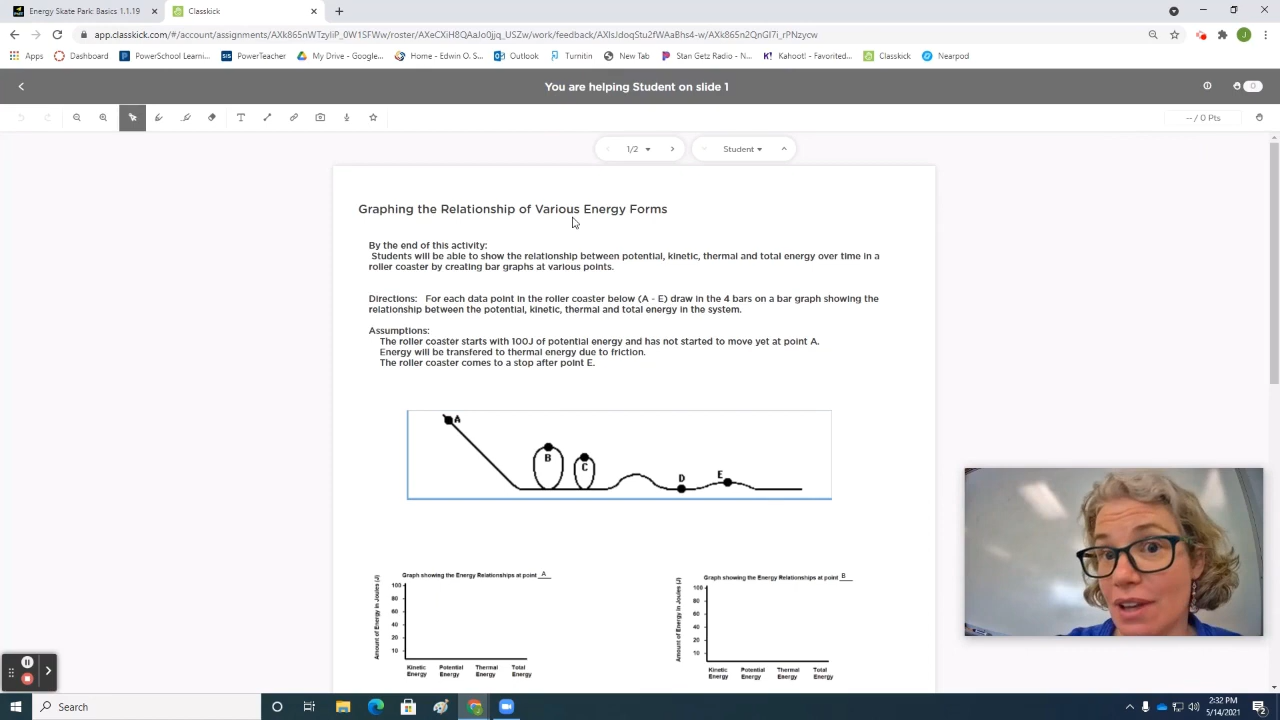 Energy Skate Park Basics 1.1.19
Classkick
app.classkick.com/#/account/assignments/AXk865nWTzyIiP_0W1SFWw/roster/AXeCXiH8QAaJo0jjq_USZw/work/feedback/AXIsJdoqStu2fWAaBhs4-w/AXk865n2QnGI7i_rPNzycw
Apps
Dashboard
PowerSchool Learni...
PowerTeacher
My Drive - Google...
Home - Edwin O. S...
Outlook
Turnitin
NoodleTools
Stan Getz Radio - N...
Kahoot! - Favorited...
Classkick
Nearpod
You are helping Student on slide 1
-- / 0 Pts
1/2
Student
Graphing the Relationship of Various Energy Forms
By the end of this activity:
Students will be able to show the relationship between potential, kinetic, thermal and total energy over time in a
roller coaster by creating bar graphs at various points.
Directions: For each data point in the roller coaster below (A - E) draw in the 4 bars on a bar graph showing the
relationship between the potential, kinetic, thermal and total energy in the system.
Assumptions:
The roller coaster starts with 100J of potential energy and has not started to move yet at point A.
Energy will be transfered to thermal energy due to friction.
The roller coaster comes to a stop after point E.
A
B
C
D
E
Graph showing the Energy Relationships at point A
Amount of Energy in Joules (J)
100
80
60
40
20
10
Kinetic Energy
Potential Energy
Thermal Energy
Total Energy
Graph showing the Energy Relationships at point B
Amount of Energy in Joules (J)
100
80
60
40
20
10
Kinetic Energy
Potential Energy
Thermal Energy
Total Energy
Search
2:32 PM
5/14/2021